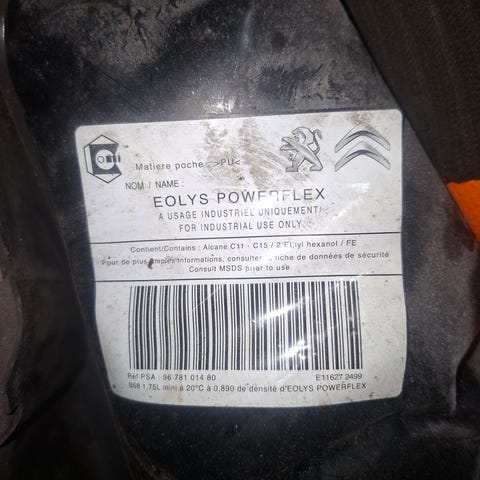 omi
Matiere poche : >PU<
NOM / NAME :
EOLYS POWERFLEX
A USAGE INDUSTRIEL UNIQUEMENT/
FOR INDUSTRIAL USE ONLY
Contient/Contains : Alcane C11 - C15 / 2 Ethyl hexanol / FE
Pour de plus amples informations, consulter la fiche de données de sécurité
Consult MSDS prior to use.
Réf PSA : 96 781 014 80
E11627 2499
B58 1,75L mini à 20°C à 0,890 de densité d'EOLYS POWERFLEX